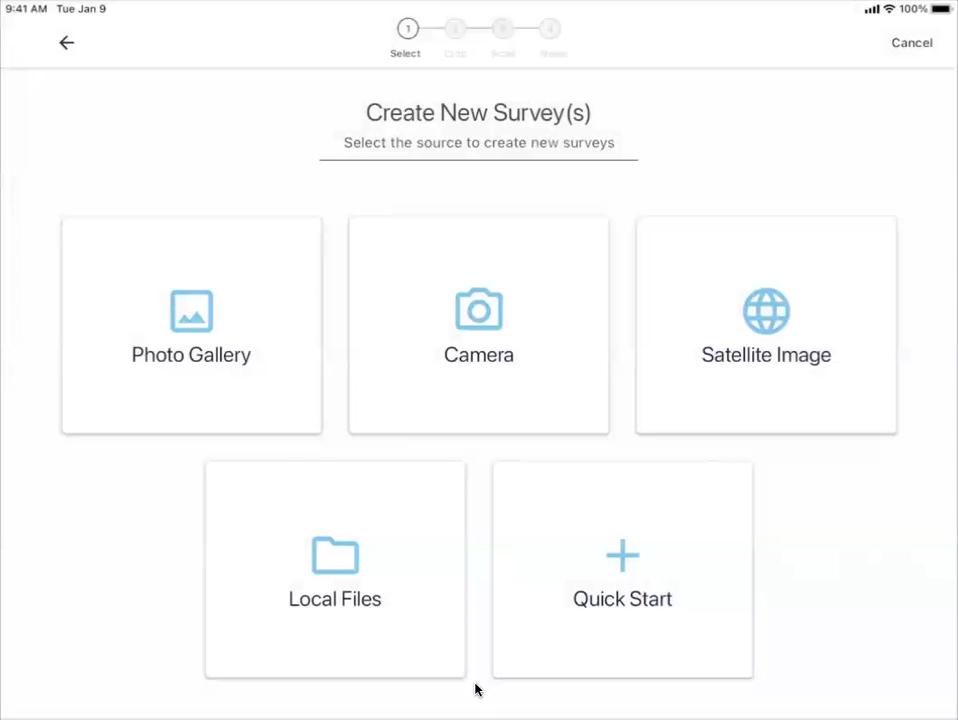 9:41 AM Tue Jan 9
100%
1
Select
Cancel
Create New Survey(s)
Select the source to create new surveys
Photo Gallery
Camera
Satellite Image
Local Files
Quick Start